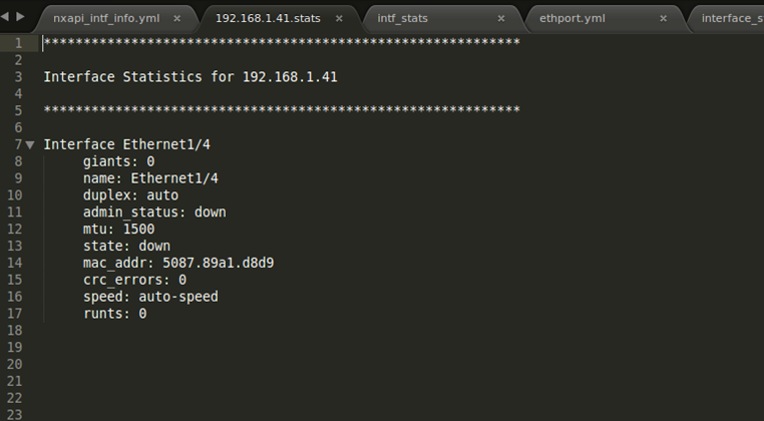 nxapi_intf_info.yml × 192.168.1.41.stats × intf_stats × ethport.yml × interface_s
1 ************************************************************
2
3 Interface Statistics for 192.168.1.41
4
5 ************************************************************
6
7 Interface Ethernet1/4
8 giants: 0
9 name: Ethernet1/4
10 duplex: auto
11 admin_status: down
12 mtu: 1500
13 state: down
14 mac_addr: 5087.89a1.d8d9
15 crc_errors: 0
16 speed: auto-speed
17 runts: 0
18
19
20
21
22
23